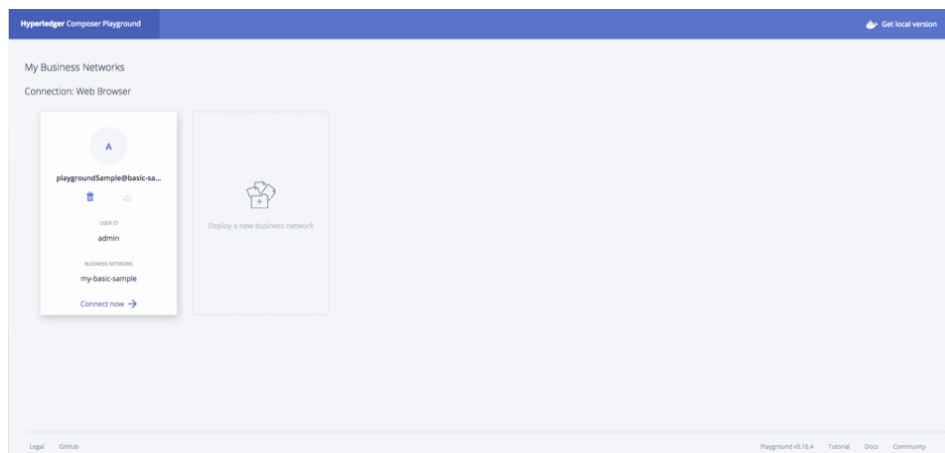 Hyperledger Composer Playground
Get local version
My Business Networks
Connection: Web Browser
A
playgroundSample@basic-sa...
USER ID
admin
BUSINESS NETWORK
my-basic-sample
Connect now
Deploy a new business network
Legal GitHub Playground v0.16.4 Tutorial Docs Community